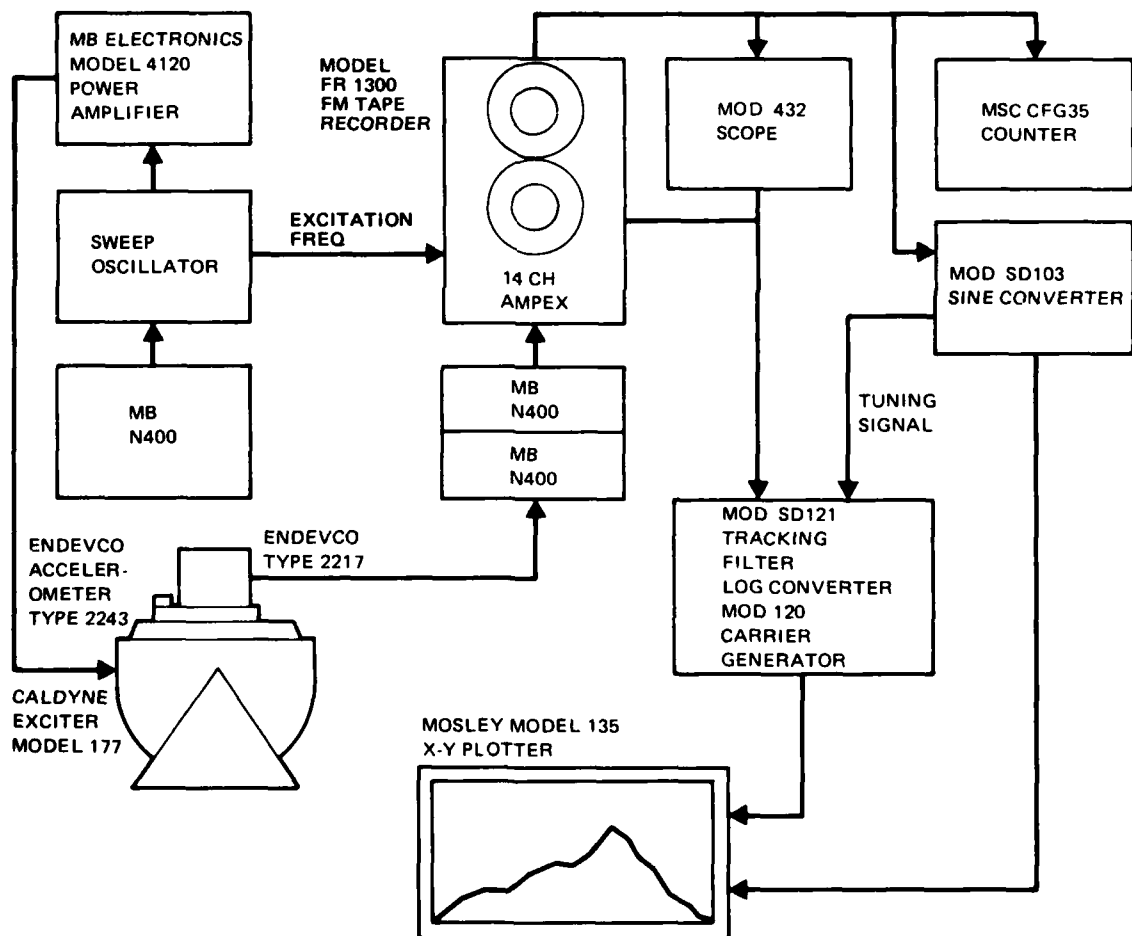 MB ELECTRONICS
MODEL 4120
POWER
AMPLIFIER
MODEL
FR 1300
FM TAPE
RECORDER
MOD 432
SCOPE
MSC CFG35
COUNTER
SWEEP
OSCILLATOR
EXCITATION
FREQ
14 CH
AMPEX
MOD SD103
SINE CONVERTER
MB
N400
MB
N400
MB
N400
TUNING
SIGNAL
ENDEVCO
ACCELER-
OMETER
TYPE 2243
ENDEVCO
TYPE 2217
MOD SD121
TRACKING
FILTER
LOG CONVERTER
MOD 120
CARRIER
GENERATOR
CALDYNE
EXCITER
MODEL 177
MOSLEY MODEL 135
X-Y PLOTTER